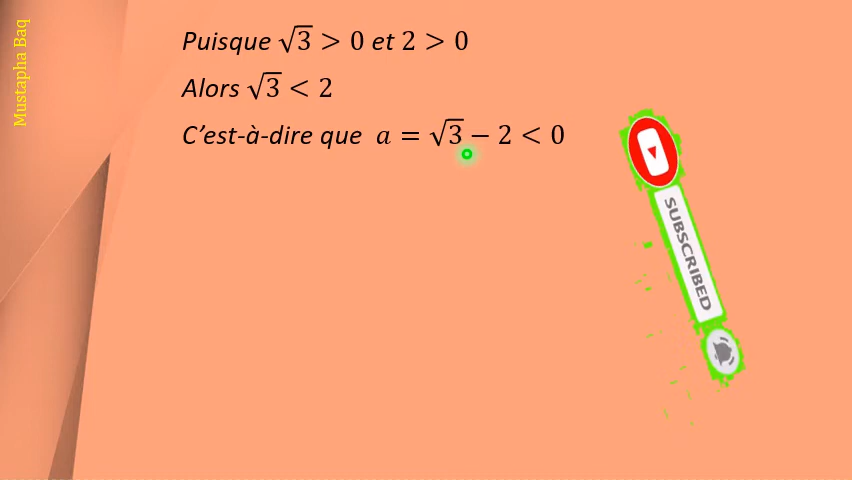 Mustapha Baq
Puisque √3 > 0 et 2 > 0
Alors √3 < 2
C’est-à-dire que a = √3 − 2 < 0
SUBSCRIBED